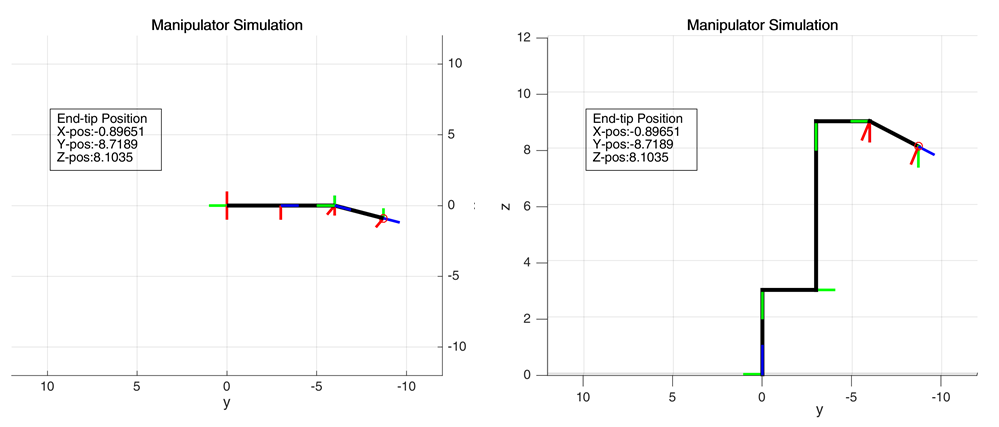 Manipulator Simulation
End-tip Position
X-pos:-0.89651
Y-pos:-8.7189
Z-pos:8.1035
10
5
0
-5
-10
10
5
0
-5
-10
y
Manipulator Simulation
End-tip Position
X-pos:-0.89651
Y-pos:-8.7189
Z-pos:8.1035
12
10
8
6
4
2
0
z
10
5
0
-5
-10
y